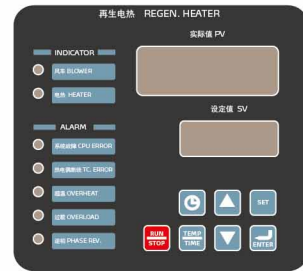 再生电热 REGEN. HEATER
实际值 PV
INDICATOR
风车 BLOWER
电热 HEATER
设定值 SV
ALARM
系统故障 CPU ERROR
热电偶断线 TC. ERROR
超温 OVERHEAT
过载 OVERLOAD
逆相 PHASE REV.
SET
RUN
STOP
TEMP
TIME
ENTER